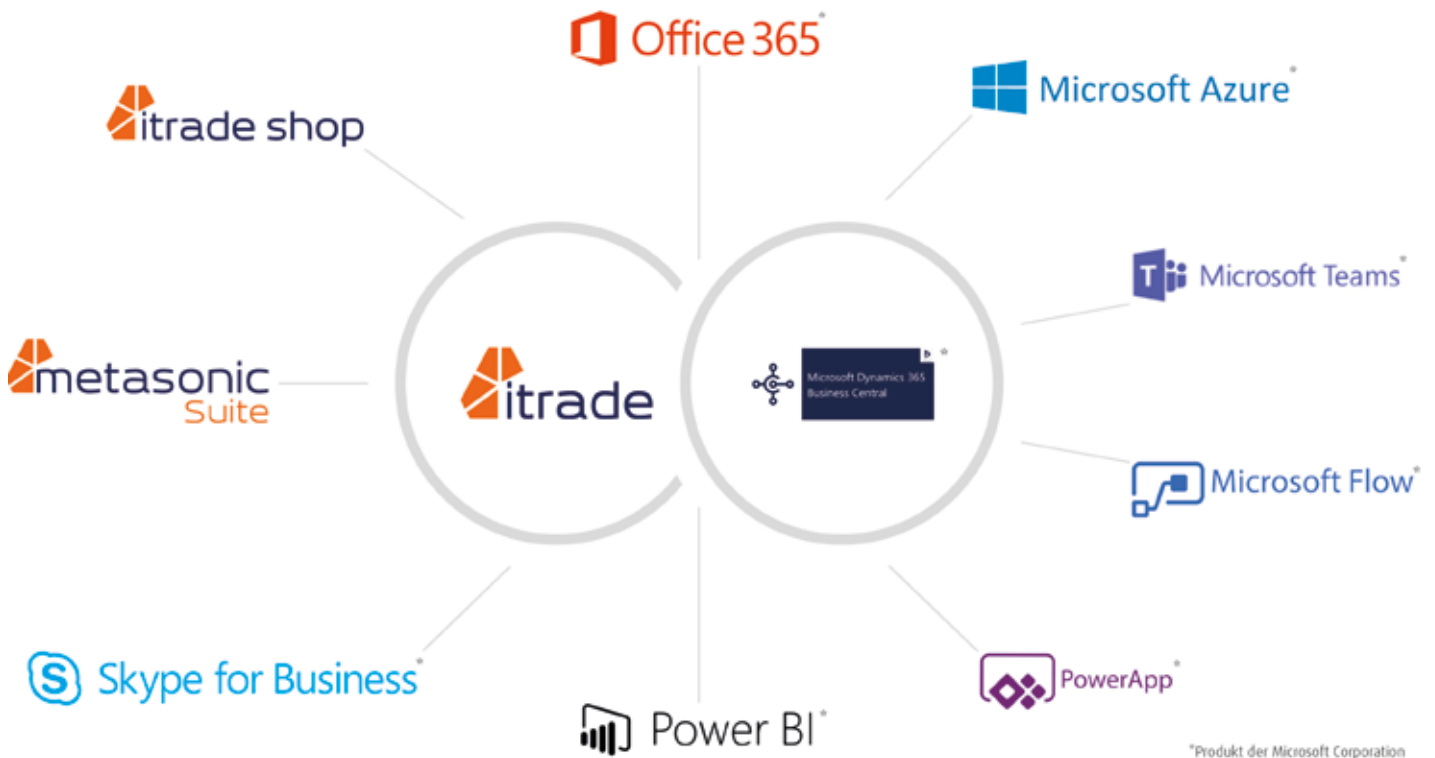 Office 365*
Microsoft Azure*
itrade shop
Microsoft Teams*
metasonic
Suite
itrade
Microsoft Dynamics 365
Business Central
*
Microsoft Flow*
Skype for Business*
PowerApp*
Power BI*
*Produkt der Microsoft Corporation